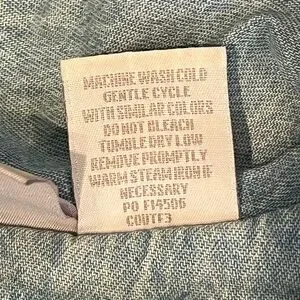 MACHINE WASH COLD
GENTLE CYCLE
WITH SIMILAR COLORS
DO NOT BLEACH
TUMBLE DRY LOW
REMOVE PROMPTLY
WARM STEAM IRON IF
NECESSARY
PO F14506
COUTF3